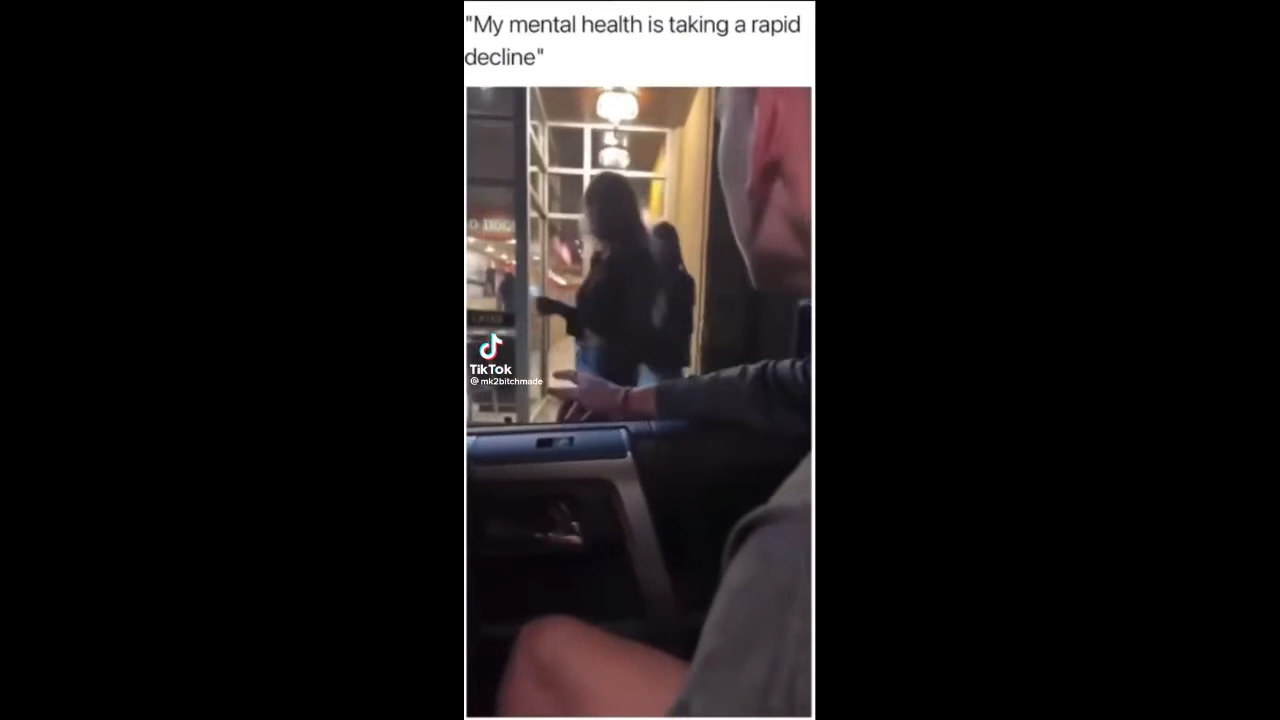 "My mental health is taking a rapid
decline"
TikTok
@mk2bitchmade